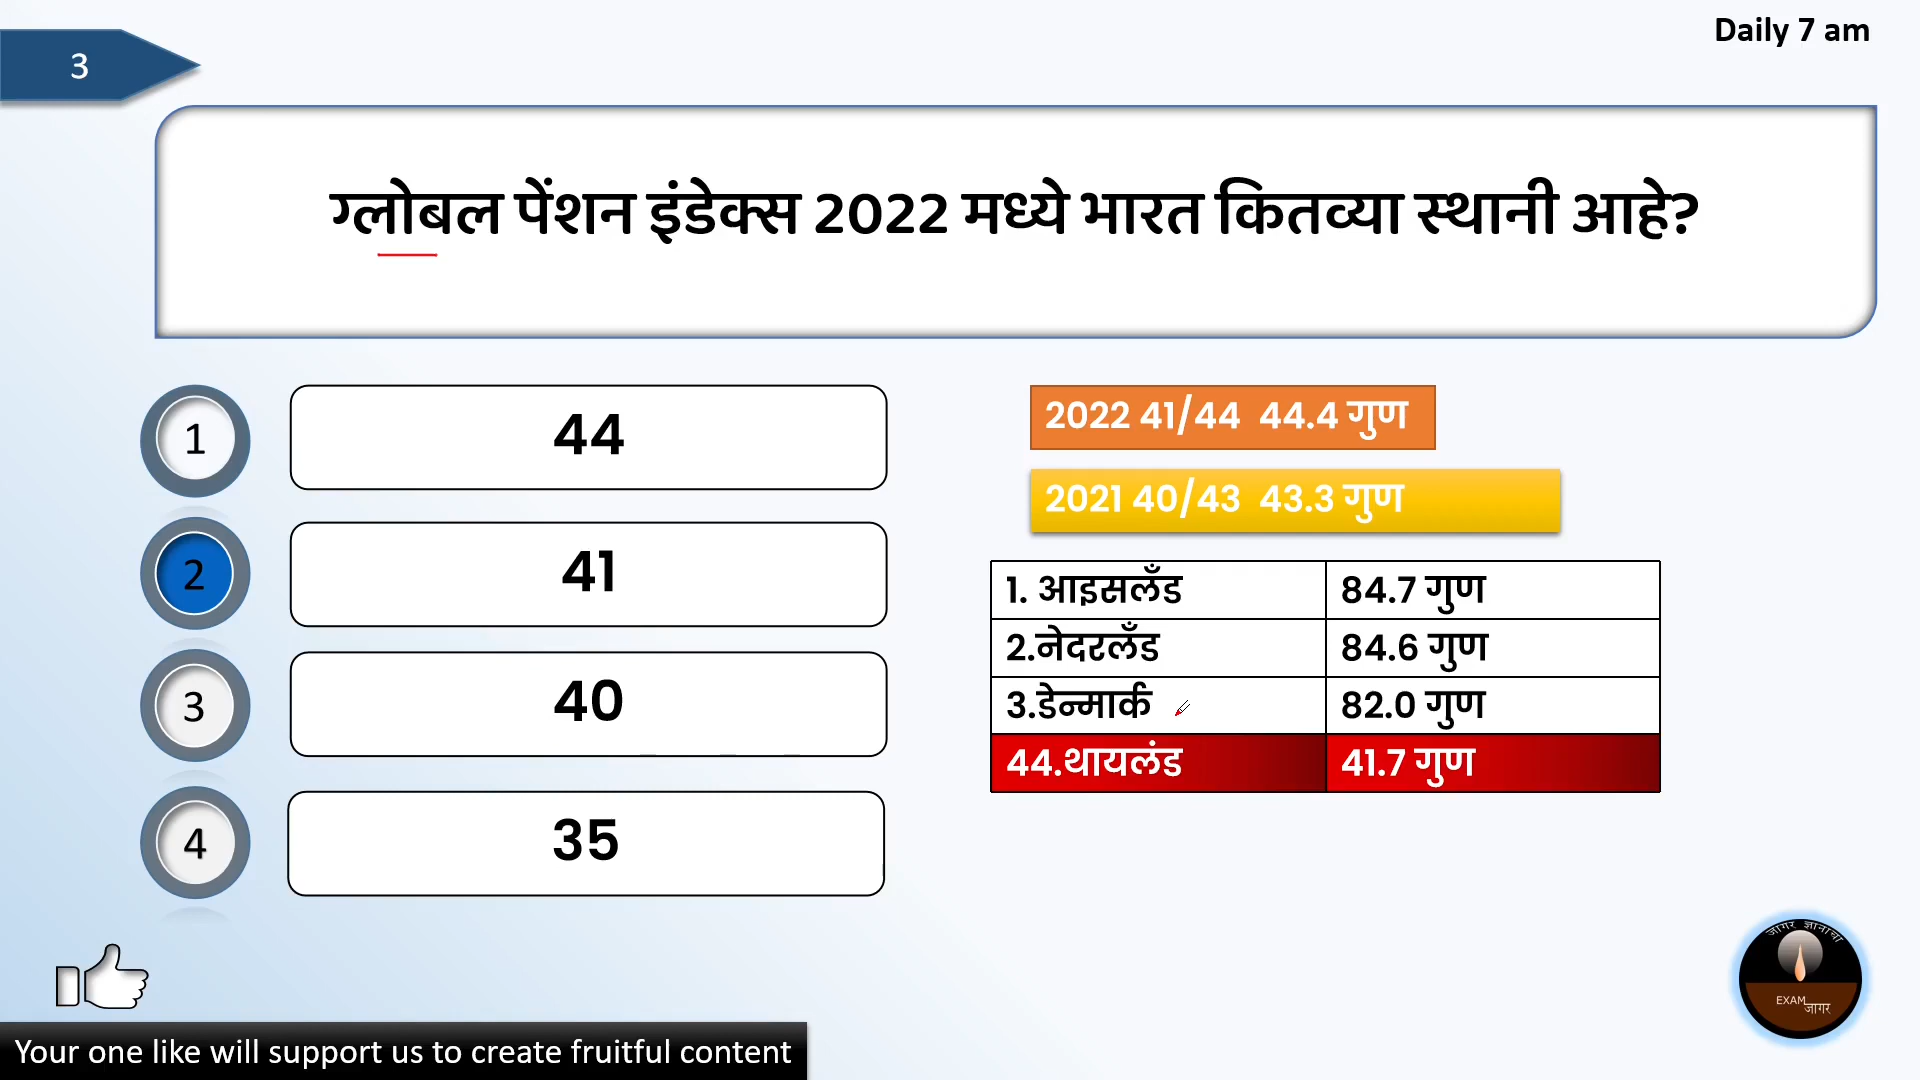 Daily 7 am
3
ग्लोबल पेंशन इंडेक्स 2022 मध्ये भारत कितव्या स्थानी आहे?
1
44
2
41
3
40
4
35
2022 41/44 44.4 गुण
2021 40/43 43.3 गुण
1. आइसलँड 84.7 गुण
2.नेदरलँड 84.6 गुण
3.डेन्मार्क 82.0 गुण
44.थायलंड 41.7 गुण
जागर ज्ञानाचा
EXAM
जागर
Your one like will support us to create fruitful content